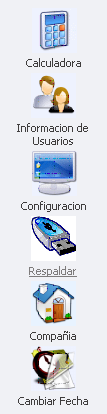 Calculadora
Informacion de
Usuarios
Configuracion
Respaldar
Compañia
Cambiar Fecha